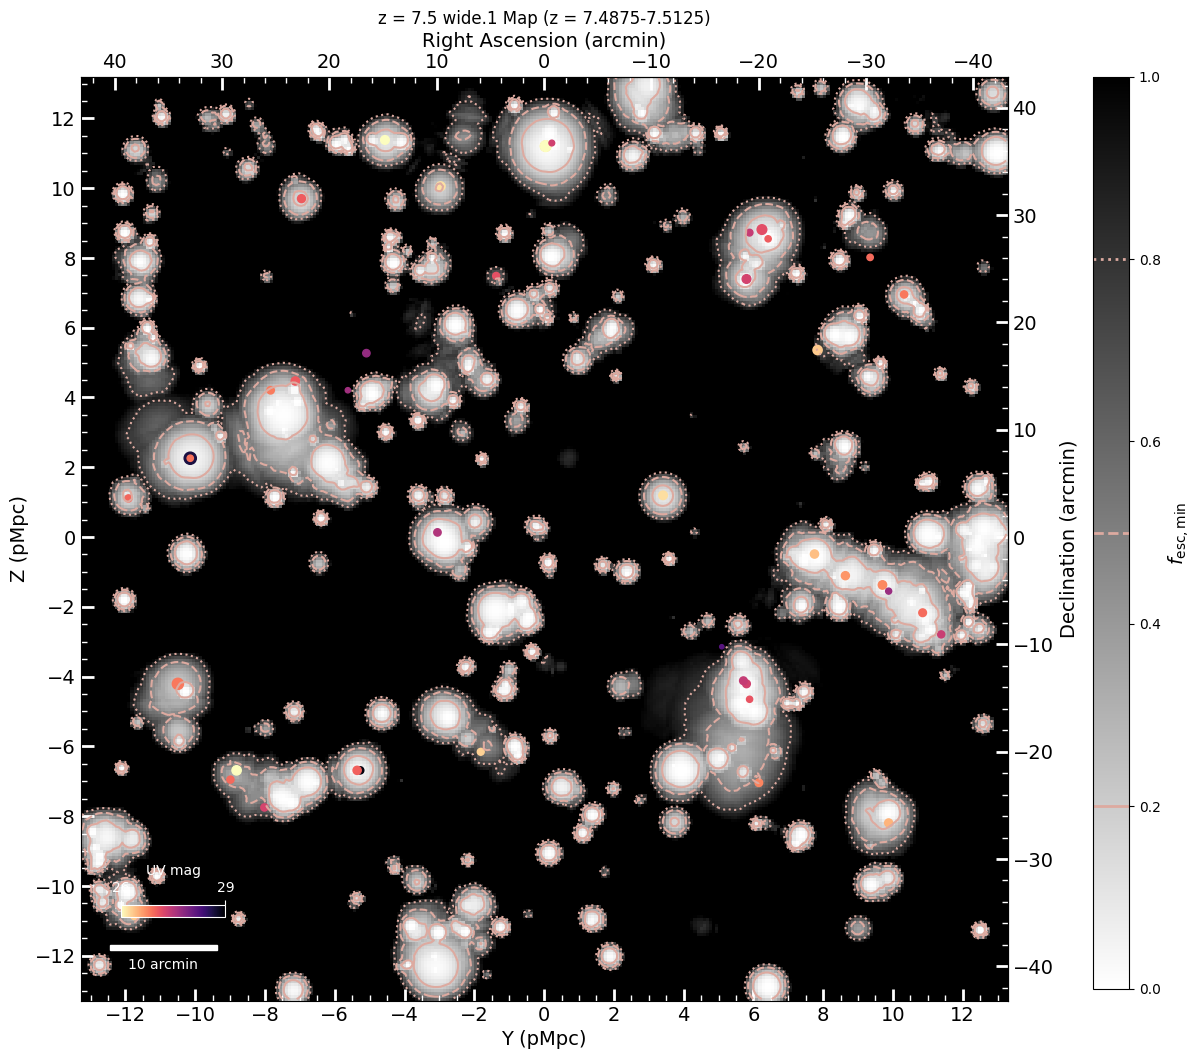 z = 7.5 wide.1 Map (z = 7.4875-7.5125)
Right Ascension (arcmin)
40 30 20 10 0 −10 −20 −30 −40
12
10
8
6
4
2
0
−2
−4
−6
−8
−10
−12
Z (pMpc)
40
30
20
10
0
−10
−20
−30
−40
Declination (arcmin)
UV mag
29
10 arcmin
−12 −10 −8 −6 −4 −2 0 2 4 6 8 10 12
Y (pMpc)
1.0
0.8
0.6
0.4
0.2
0.0
fesc, min